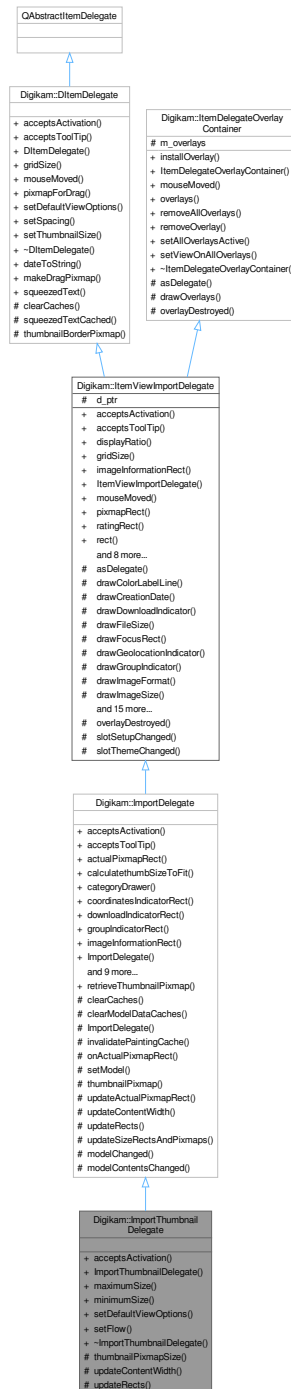 QAbstractItemDelegate
Digikam::DItemDelegate
+ acceptsActivation()
+ acceptsToolTip()
+ DItemDelegate()
+ gridSize()
+ mouseMoved()
+ pixmapForDrag()
+ setDefaultViewOptions()
+ setSpacing()
+ setThumbnailSize()
+ ~DItemDelegate()
+ dateToString()
+ makeDragPixmap()
+ squeezedText()
# clearCaches()
# squeezedTextCached()
# thumbnailBorderPixmap()
Digikam::ItemDelegateOverlay
Container
# m_overlays
+ installOverlay()
+ ItemDelegateOverlayContainer()
+ mouseMoved()
+ overlays()
+ removeAllOverlays()
+ removeOverlay()
+ setAllOverlaysActive()
+ setViewOnAllOverlays()
+ ~ItemDelegateOverlayContainer()
# asDelegate()
# drawOverlays()
# overlayDestroyed()
Digikam::ItemViewImportDelegate
# d_ptr
+ acceptsActivation()
+ acceptsToolTip()
+ displayRatio()
+ gridSize()
+ imageInformationRect()
+ ItemViewImportDelegate()
+ mouseMoved()
+ pixmapRect()
+ ratingRect()
+ rect()
and 8 more...
# asDelegate()
# drawColorLabelLine()
# drawCreationDate()
# drawDownloadIndicator()
# drawFileSize()
# drawFocusRect()
# drawGeolocationIndicator()
# drawGroupIndicator()
# drawImageFormat()
# drawImageSize()
and 15 more...
# overlayDestroyed()
# slotSetupChanged()
# slotThemeChanged()
Digikam::ImportDelegate
+ acceptsActivation()
+ acceptsToolTip()
+ actualPixmapRect()
+ calculatethumbSizeToFit()
+ categoryDrawer()
+ coordinatesIndicatorRect()
+ downloadIndicatorRect()
+ groupIndicatorRect()
+ imageInformationRect()
+ ImportDelegate()
and 9 more...
+ retrieveThumbnailPixmap()
# clearCaches()
# clearModelDataCaches()
# ImportDelegate()
# invalidatePaintingCache()
# onActualPixmapRect()
# setModel()
# thumbnailPixmap()
# updateActualPixmapRect()
# updateContentWidth()
# updateRects()
# updateSizeRectsAndPixmaps()
# modelChanged()
# modelContentsChanged()
Digikam::ImportThumbnail
Delegate
+ acceptsActivation()
+ ImportThumbnailDelegate()
+ maximumSize()
+ minimumSize()
+ setDefaultViewOptions()
+ setFlow()
+ ~ImportThumbnailDelegate()
# thumbnailPixmapSize()
# updateContentWidth()
# updateRects()